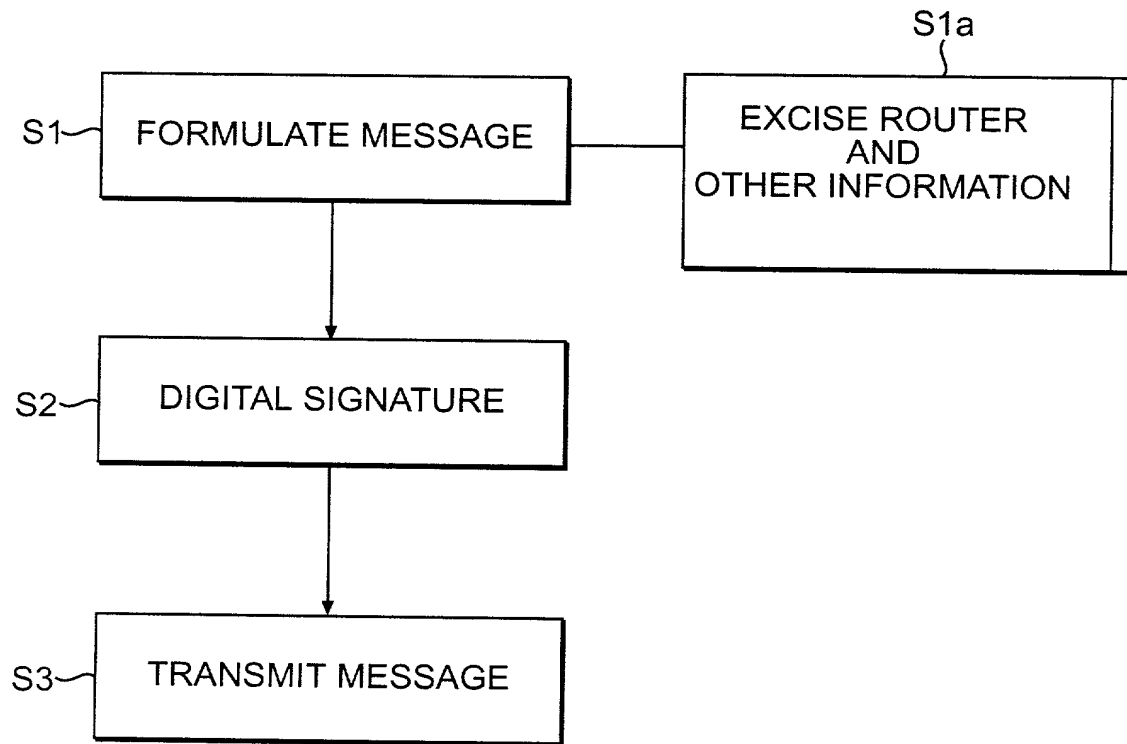 S1a
S1
FORMULATE MESSAGE
EXCISE ROUTER
AND
OTHER INFORMATION
S2
DIGITAL SIGNATURE
S3
TRANSMIT MESSAGE